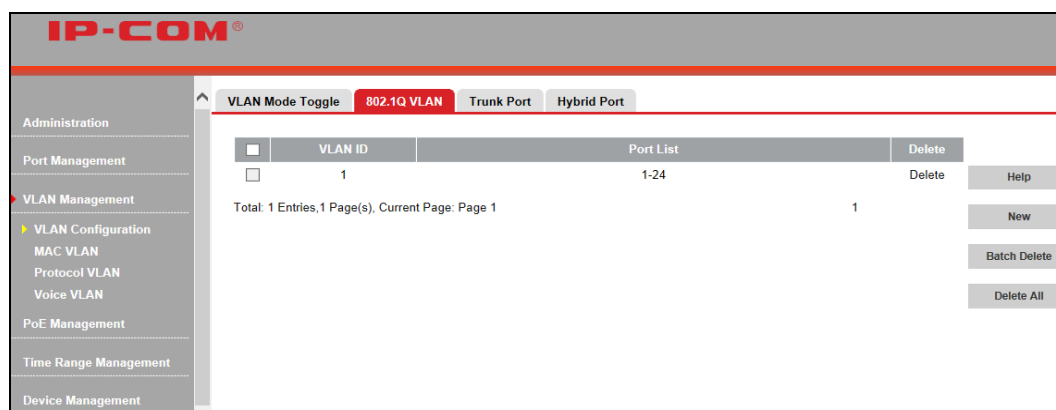 IP-COM®
VLAN Mode Toggle 802.1Q VLAN Trunk Port Hybrid Port
Administration
Port Management
VLAN Management
VLAN Configuration
MAC VLAN
Protocol VLAN
Voice VLAN
PoE Management
Time Range Management
Device Management
VLAN ID Port List Delete
1 1-24 Delete
Total: 1 Entries,1 Page(s), Current Page: Page 1 1
Help
New
Batch Delete
Delete All